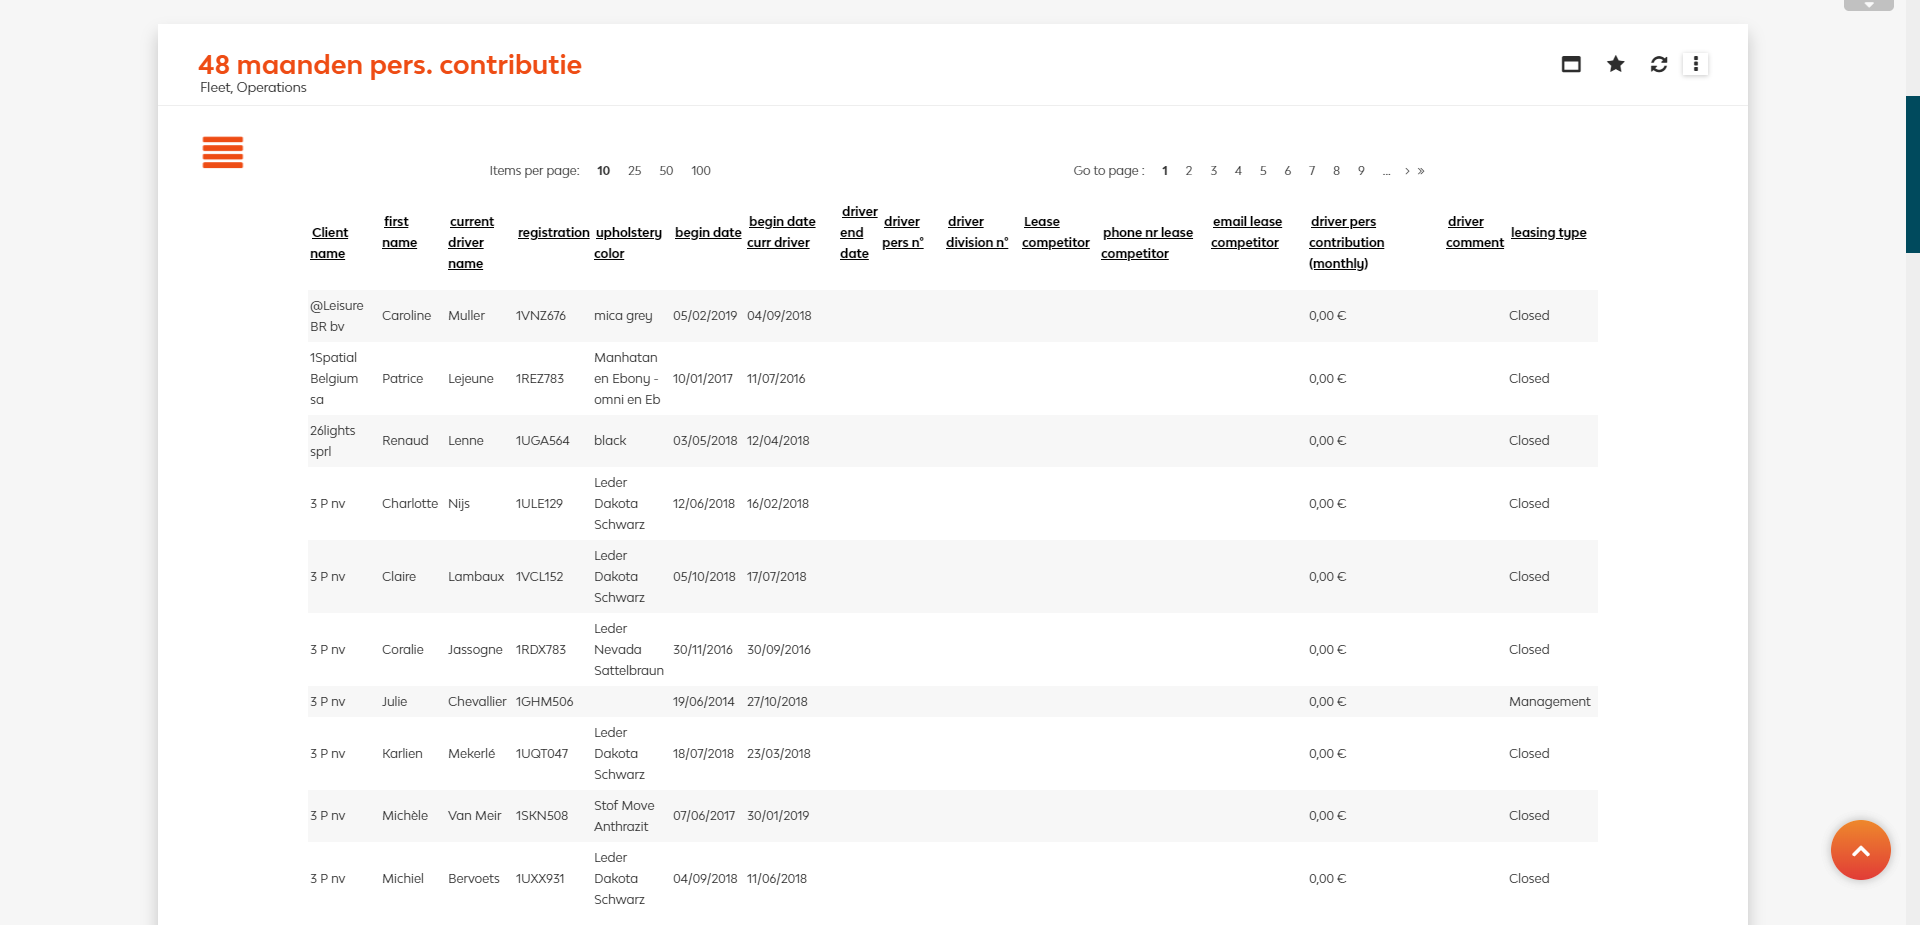 48 maanden pers. contributie
Fleet, Operations
Items per page: 10 25 50 100
Go to page : 1 2 3 4 5 6 7 8 9 ... › »
Client name
first name
current driver name
registration
upholstery color
begin date
begin date curr driver
driver end date
driver pers n°
driver division n°
Lease competitor
phone nr lease competitor
email lease competitor
driver pers contribution (monthly)
driver comment
leasing type
@Leisure BR bv Caroline Muller 1VNZ676 mica grey 05/02/2019 04/09/2018 0,00 € Closed
1Spatial Belgium sa Patrice Lejeune 1REZ783 Manhatan en Ebony - omni en Eb 10/01/2017 11/07/2016 0,00 € Closed
26lights sprl Renaud Lenne 1UGA564 black 03/05/2018 12/04/2018 0,00 € Closed
3 P nv Charlotte Nijs 1ULE129 Leder Dakota Schwarz 12/06/2018 16/02/2018 0,00 € Closed
3 P nv Claire Lambaux 1VCL152 Leder Dakota Schwarz 05/10/2018 17/07/2018 0,00 € Closed
3 P nv Coralie Jassogne 1RDX783 Leder Nevada Sattelbraun 30/11/2016 30/09/2016 0,00 € Closed
3 P nv Julie Chevallier 1GHM506 19/06/2014 27/10/2018 0,00 € Management
3 P nv Karlien Mekerlé 1UQT047 Leder Dakota Schwarz 18/07/2018 23/03/2018 0,00 € Closed
3 P nv Michèle Van Meir 1SKN508 Stof Move Anthrazit 07/06/2017 30/01/2019 0,00 € Closed
3 P nv Michiel Bervoets 1UXX931 Leder Dakota Schwarz 04/09/2018 11/06/2018 0,00 € Closed